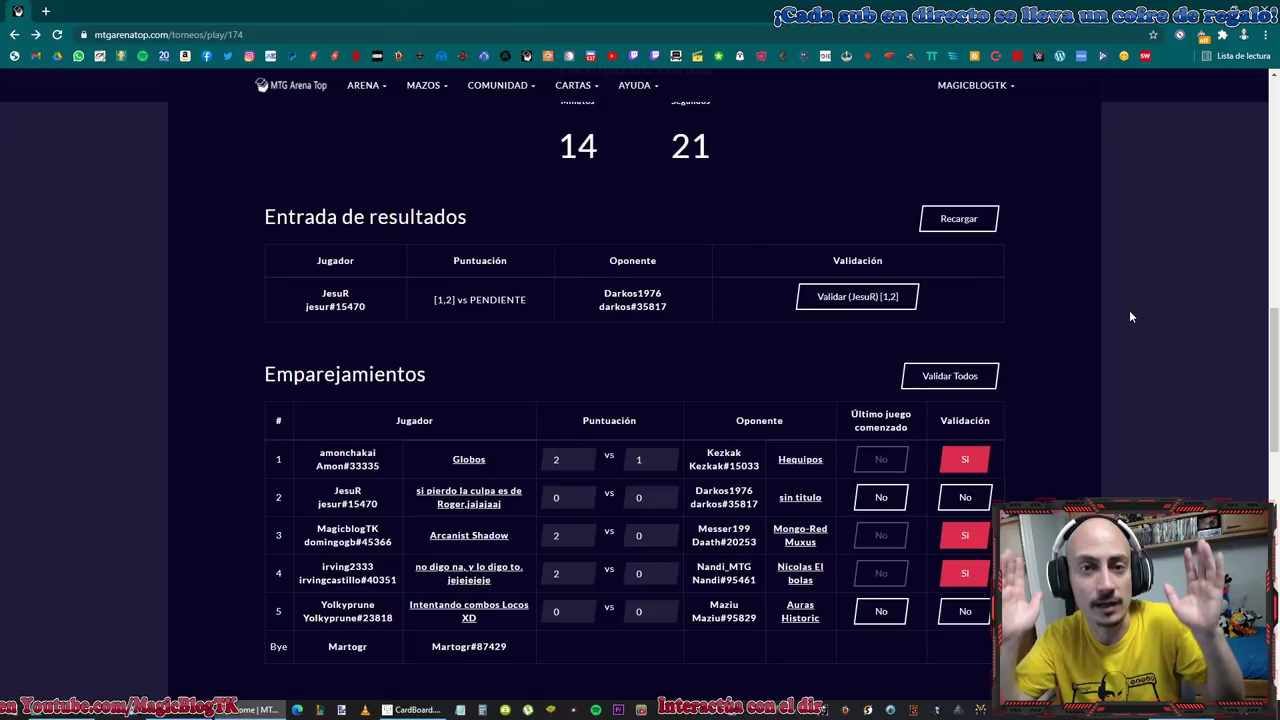 ¡Cada sub en directo se lleva un cofre de regalo!
mtgarenatop.com/torneos/play/174
Lista de lectura
MTG Arena Top
ARENA
MAZOS
COMUNIDAD
CARTAS
AYUDA
MAGICBLOGTK
Minutos
Segundos
14
21
Entrada de resultados
Recargar
Jugador
Puntuación
Oponente
Validación
JesuR
jesur#15470
[1,2] vs PENDIENTE
Darkos1976
darkos#35817
Validar (JesuR) [1,2]
Emparejamientos
Validar Todos
#
Jugador
Puntuación
Oponente
Último juego
comenzado
Validación
1
amonchakai
Amon#33335
Globos
2
vs
1
Kezkak
Kezkak#15033
Hequipos
No
Si
2
JesuR
jesur#15470
si pierdo la culpa es de
Roger,jajajaaj
0
vs
0
Darkos1976
darkos#35817
sin titulo
No
No
3
MagicblogTK
domingogb#45366
Arcanist Shadow
2
vs
0
Messer199
Daath#20253
Mongo-Red
Muxus
No
Si
4
irving2333
irvingcastillo#40351
no digo na, y lo digo to.
jejejejeje
2
vs
0
Nandi_MTG
Nandi#95461
Nicolas El
bolas
No
Si
5
Yolkyprune
Yolkyprune#23818
Intentando combos Locos
XD
0
vs
0
Maziu
Maziu#95829
Auras
Historic
No
No
Bye
Martogr
Martogr#87429
en Youtube.com/MagicBlogTK
ome | MT...
CardBoard....
Interactúa con el dir